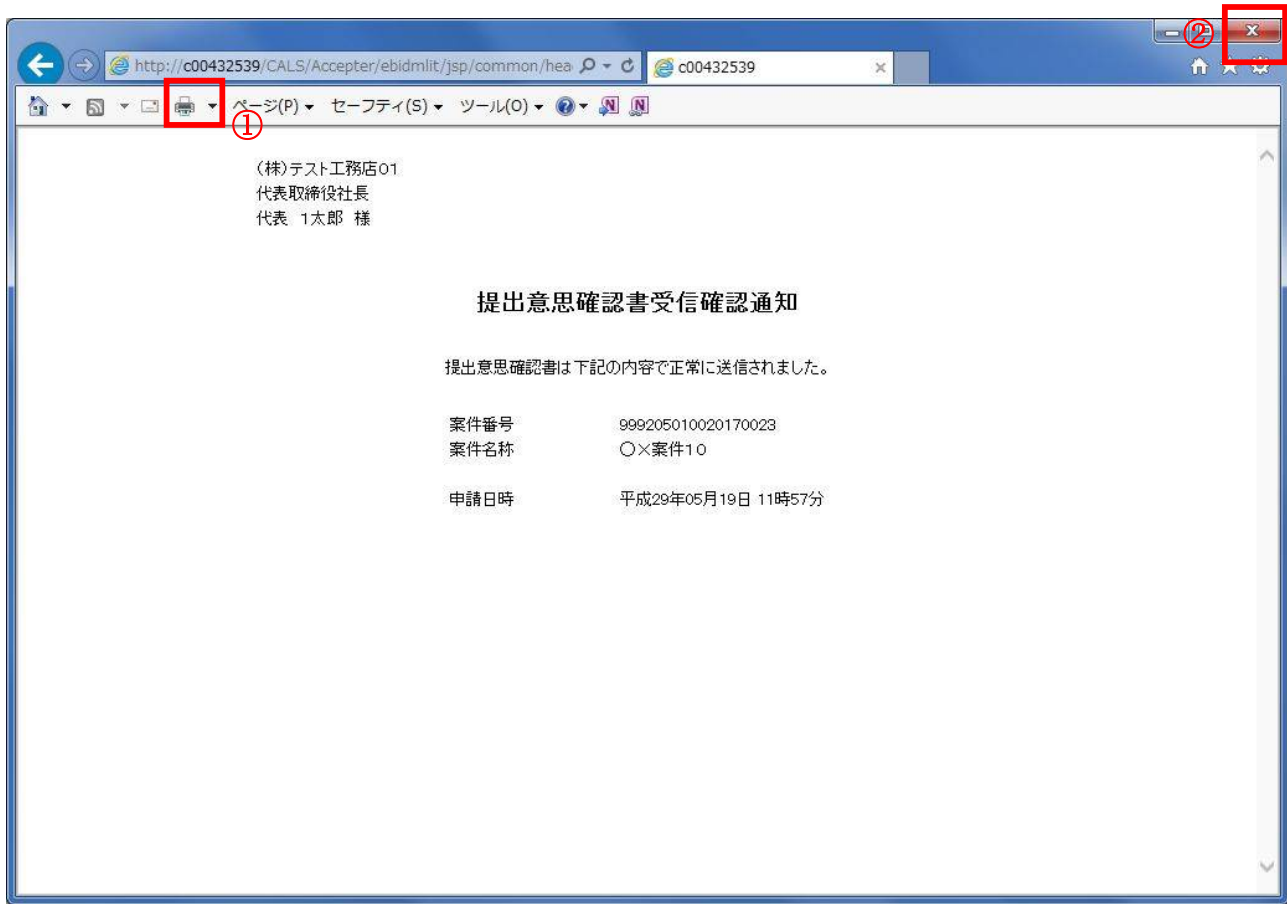 ②
http://c00432539/CALS/Accepter/ebidmlit/jsp/common/hea
c00432539
ページ(P) セーフティ(S) ツール(O)
①
（株）テスト工務店０１
代表取締役社長
代表　１太郎　様
提出意思確認書受信確認通知
提出意思確認書は下記の内容で正常に送信されました。
案件番号 999205010020170023
案件名称 ○×案件１０
申請日時 平成29年05月19日 11時57分